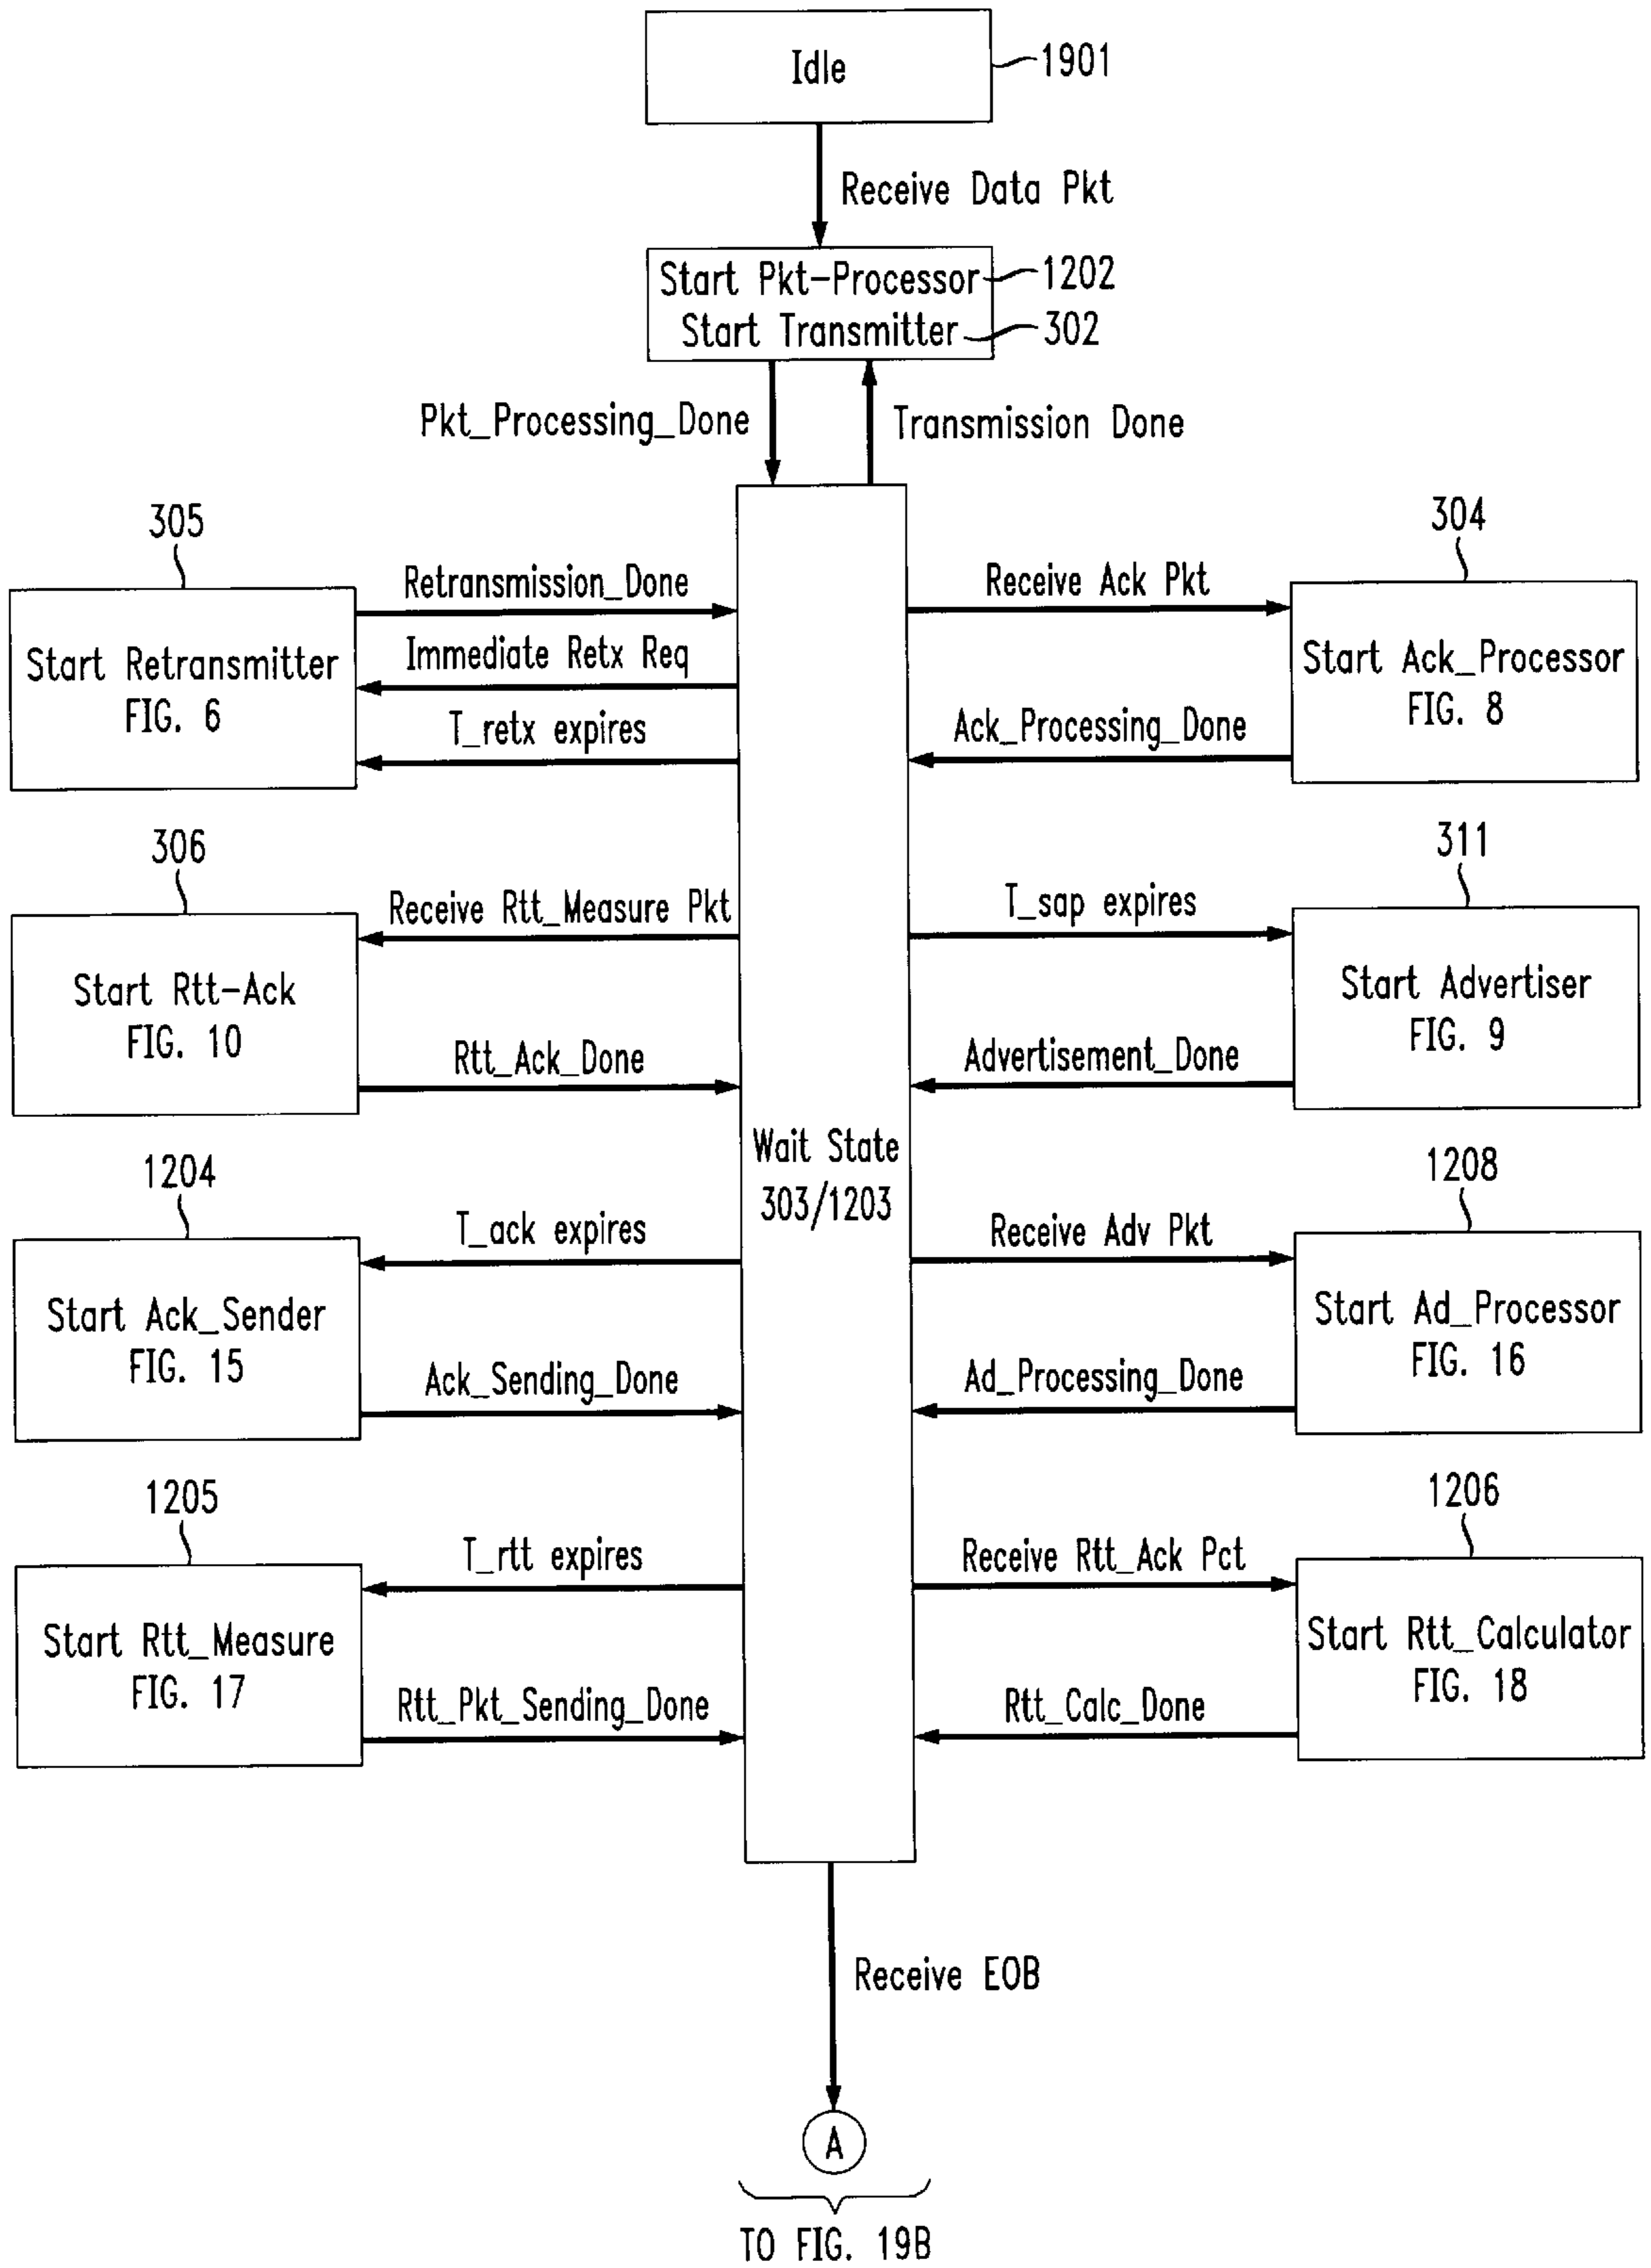 Idle
1901
Receive Data Pkt
Start Pkt-Processor
1202
Start Transmitter
302
Pkt_Processing_Done
Transmission Done
305
Start Retransmitter
FIG. 6
Retransmission_Done
Immediate Retx Req
T_retx expires
Receive Ack Pkt
Ack_Processing_Done
304
Start Ack_Processor
FIG. 8
306
Start Rtt-Ack
FIG. 10
Receive Rtt_Measure Pkt
Rtt_Ack_Done
T_sap expires
Advertisement_Done
311
Start Advertiser
FIG. 9
Wait State
303/1203
1204
Start Ack_Sender
FIG. 15
T_ack expires
Ack_Sending_Done
Receive Adv Pkt
Ad_Processing_Done
1208
Start Ad_Processor
FIG. 16
1205
Start Rtt_Measure
FIG. 17
T_rtt expires
Rtt_Pkt_Sending_Done
Receive Rtt_Ack Pct
Rtt_Calc_Done
1206
Start Rtt_Calculator
FIG. 18
Receive EOB
A
TO FIG. 19B